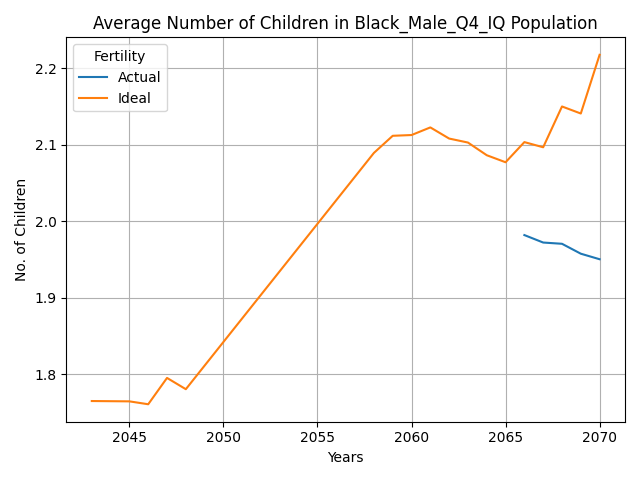 Average Number of Children in Black_Male_Q4_IQ Population
Fertility
Actual
Ideal
No. of Children
2.2
2.1
2.0
1.9
1.8
2045 2050 2055 2060 2065 2070
Years